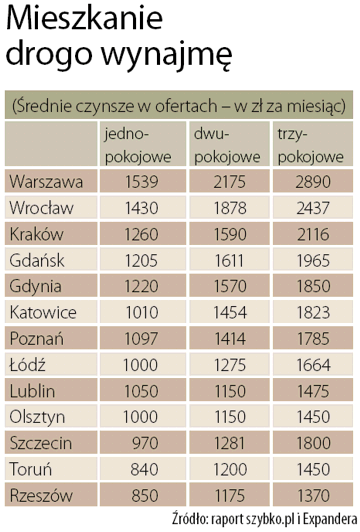 Mieszkanie
drogo wynajmę
(Średnie czynsze w ofertach – w zł za miesiąc)
jedno- dwu- trzy-
pokojowe pokojowe pokojowe
Warszawa 1539 2175 2890
Wrocław 1430 1878 2437
Kraków 1260 1590 2116
Gdańsk 1205 1611 1965
Gdynia 1220 1570 1850
Katowice 1010 1454 1823
Poznań 1097 1414 1785
Łódź 1000 1275 1664
Lublin 1050 1150 1475
Olsztyn 1000 1150 1450
Szczecin 970 1281 1800
Toruń 840 1200 1450
Rzeszów 850 1175 1370
Źródło: raport szybko.pl i Expandera